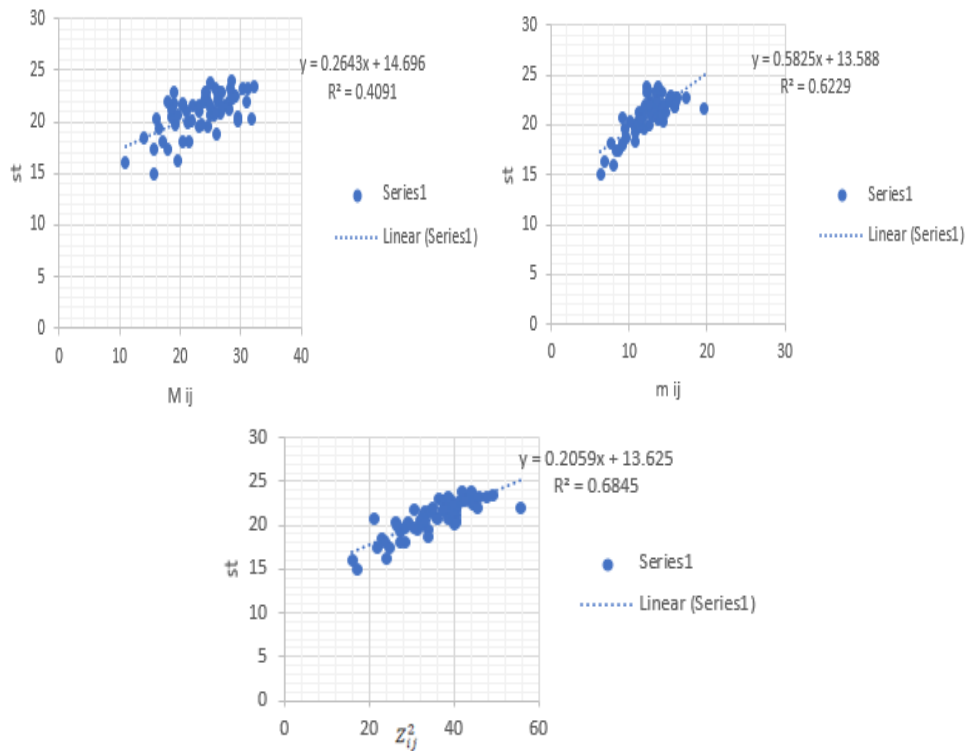 30
25
20
15
10
5
0
st
0 10 20 30 40
M ij
y = 0.2643x + 14.696
R² = 0.4091
Series1
Linear (Series1)
30
25
20
15
10
5
0
st
0 10 20 30
m ij
y = 0.5825x + 13.588
R² = 0.6229
Series1
Linear (Series1)
30
25
20
15
10
5
0
st
0 20 40 60
Z²ij
y = 0.2059x + 13.625
R² = 0.6845
Series1
Linear (Series1)